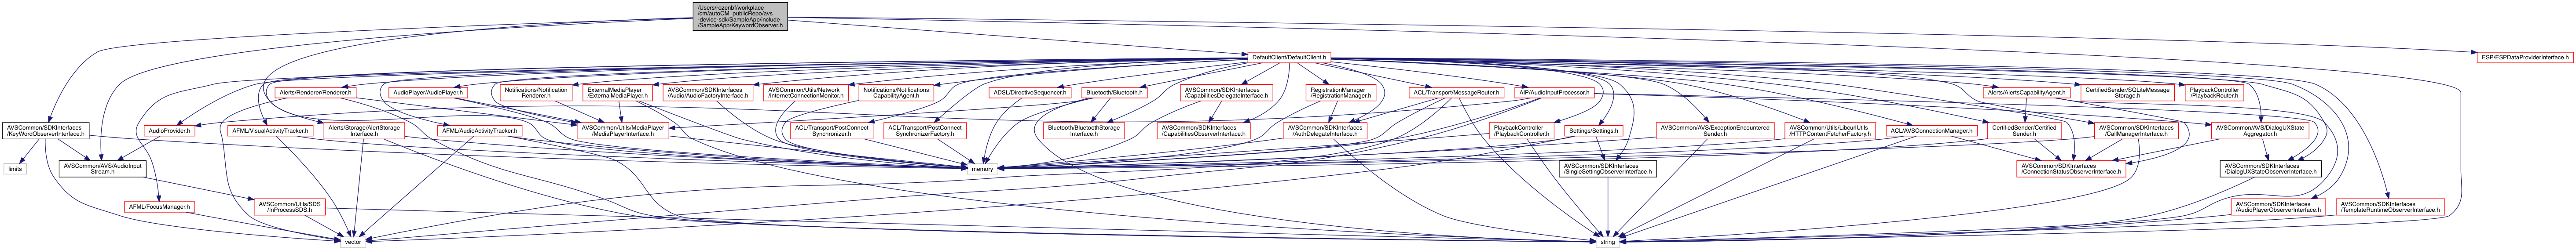 /Users/rozenbf/workplace
/cm/autoCM_publicRepo/avs
-device-sdk/SampleApp/include
/SampleApp/KeywordObserver.h
DefaultClient/DefaultClient.h
ESP/ESPDataProviderInterface.h
Alerts/Renderer/Renderer.h
AudioPlayer/AudioPlayer.h
Notifications/Notification
Renderer.h
ExternalMediaPlayer
/ExternalMediaPlayer.h
AVSCommon/SDKInterfaces
/Audio/AudioFactoryInterface.h
AVSCommon/Utils/Network
/InternetConnectionMonitor.h
Notifications/Notifications
CapabilityAgent.h
ADSL/DirectiveSequencer.h
Bluetooth/Bluetooth.h
AVSCommon/SDKInterfaces
/CapabilitiesDelegateInterface.h
RegistrationManager
/RegistrationManager.h
ACL/Transport/MessageRouter.h
AIP/AudioInputProcessor.h
Alerts/AlertsCapabilityAgent.h
CertifiedSender/SQLiteMessage
Storage.h
PlaybackController
/PlaybackRouter.h
AVSCommon/SDKInterfaces
/KeyWordObserverInterface.h
AudioProvider.h
AFML/VisualActivityTracker.h
Alerts/Storage/AlertStorage
Interface.h
AFML/AudioActivityTracker.h
AVSCommon/Utils/MediaPlayer
/MediaPlayerInterface.h
ACL/Transport/PostConnect
Synchronizer.h
ACL/Transport/PostConnect
SynchronizerFactory.h
Bluetooth/BluetoothStorage
Interface.h
AVSCommon/SDKInterfaces
/CapabilitiesObserverInterface.h
AVSCommon/SDKInterfaces
/AuthDelegateInterface.h
PlaybackController
/PlaybackController.h
Settings/Settings.h
AVSCommon/AVS/ExceptionEncountered
Sender.h
AVSCommon/Utils/LibcurlUtils
/HTTPContentFetcherFactory.h
ACL/AVSConnectionManager.h
CertifiedSender/Certified
Sender.h
AVSCommon/SDKInterfaces
/CallManagerInterface.h
AVSCommon/AVS/DialogUXState
Aggregator.h
limits
AVSCommon/AVS/AudioInput
Stream.h
memory
AVSCommon/SDKInterfaces
/SingleSettingObserverInterface.h
AVSCommon/SDKInterfaces
/ConnectionStatusObserverInterface.h
AVSCommon/SDKInterfaces
/DialogUXStateObserverInterface.h
AFML/FocusManager.h
AVSCommon/Utils/SDS
/InProcessSDS.h
AVSCommon/SDKInterfaces
/AudioPlayerObserverInterface.h
AVSCommon/SDKInterfaces
/TemplateRuntimeObserverInterface.h
vector
string